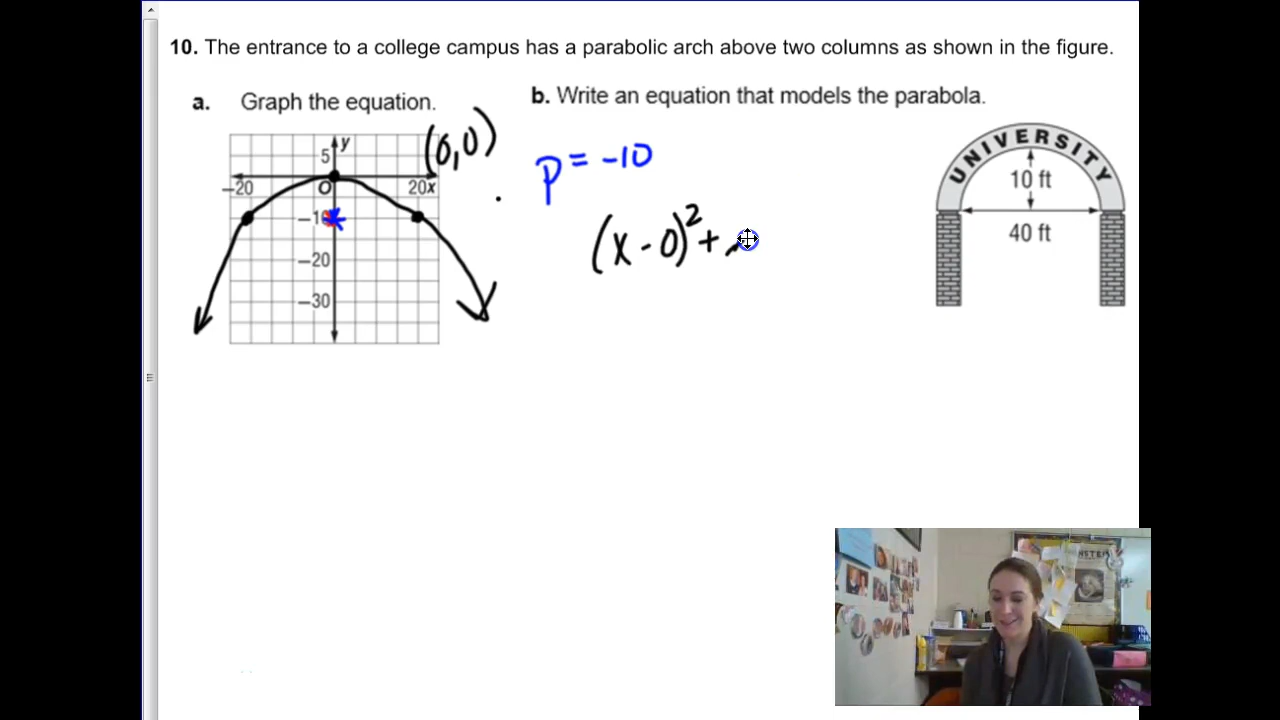 10. The entrance to a college campus has a parabolic arch above two columns as shown in the figure.
a. Graph the equation.
b. Write an equation that models the parabola.
(0,0)
y
5
-20
O
20x
-10
-20
-30
p = -10
(x - 0)² +
UNIVERSITY
10 ft
40 ft